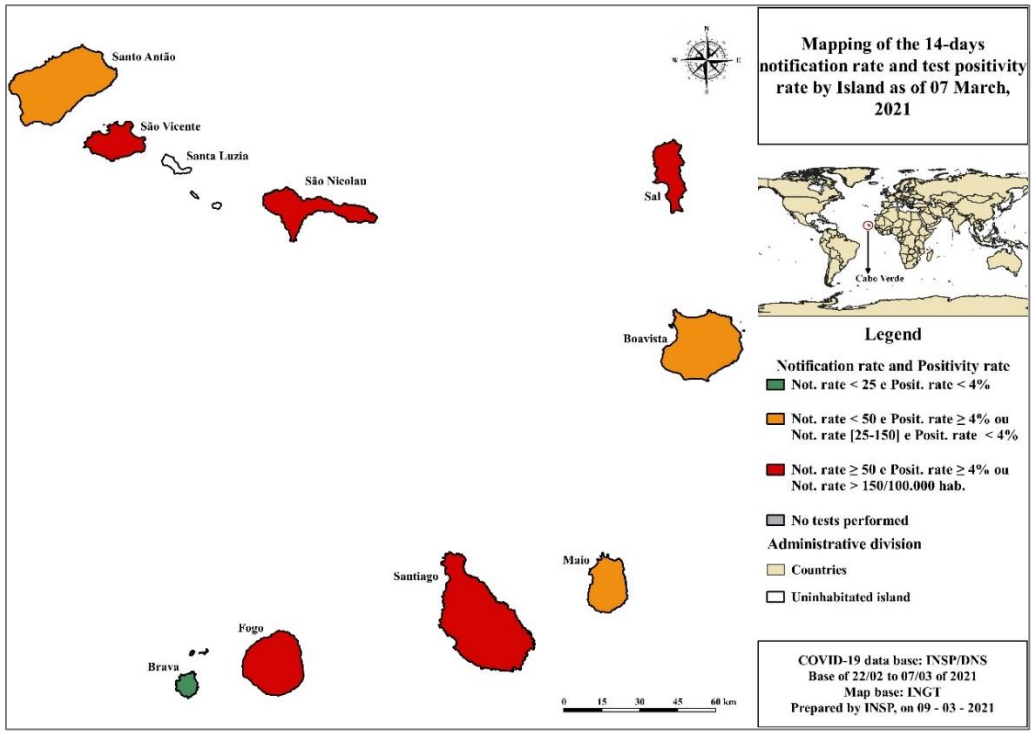 Mapping of the 14-days
notification rate and test positivity
rate by Island as of 07 March,
2021
N
W
E
S
Santo Antão
São Vicente
Santa Luzia
São Nicolau
Sal
Boavista
Maio
Santiago
Fogo
Brava
Cabo Verde
Legend
Notification rate and Positivity rate
Not. rate < 25 e Posit. rate < 4%
Not. rate < 50 e Posit. rate ≥ 4% ou
Not. rate [25-150] e Posit. rate < 4%
Not. rate ≥ 50 e Posit. rate ≥ 4% ou
Not. rate > 150/100.000 hab.
No tests performed
Administrative division
Countries
Uninhabitated island
0 15 30 45 60 km
COVID-19 data base: INSP/DNS
Base of 22/02 to 07/03 of 2021
Map base: INGT
Prepared by INSP, on 09 - 03 - 2021